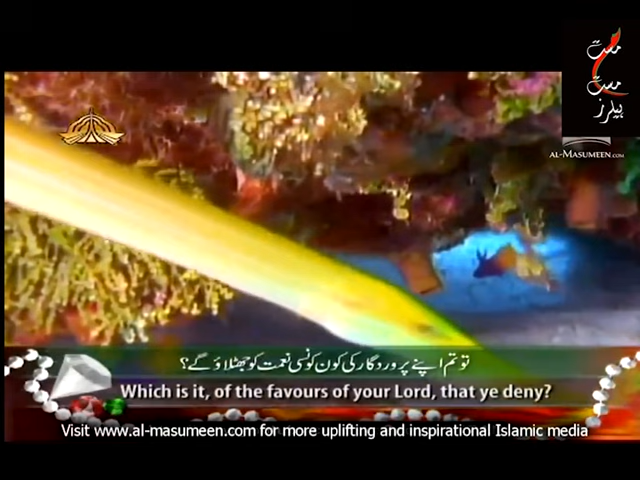 مست
مست
ہیلرز
AL-MASUMEEN.COM
تو تم اپنے پروردگار کی کون کونسی نعمت کو جھٹلاؤ گے؟
Which is it, of the favours of your Lord, that ye deny?
Visit www.al-masumeen.com for more uplifting and inspirational Islamic media